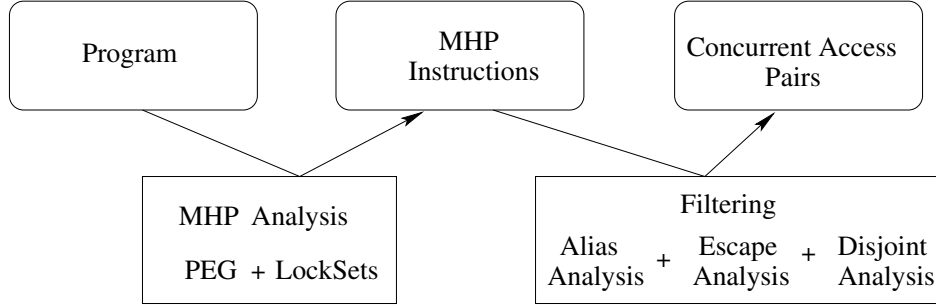 Program
MHP
Instructions
Concurrent Access
Pairs
MHP Analysis
PEG + LockSets
Filtering
Alias
Analysis
+
Escape
Analysis
+
Disjoint
Analysis